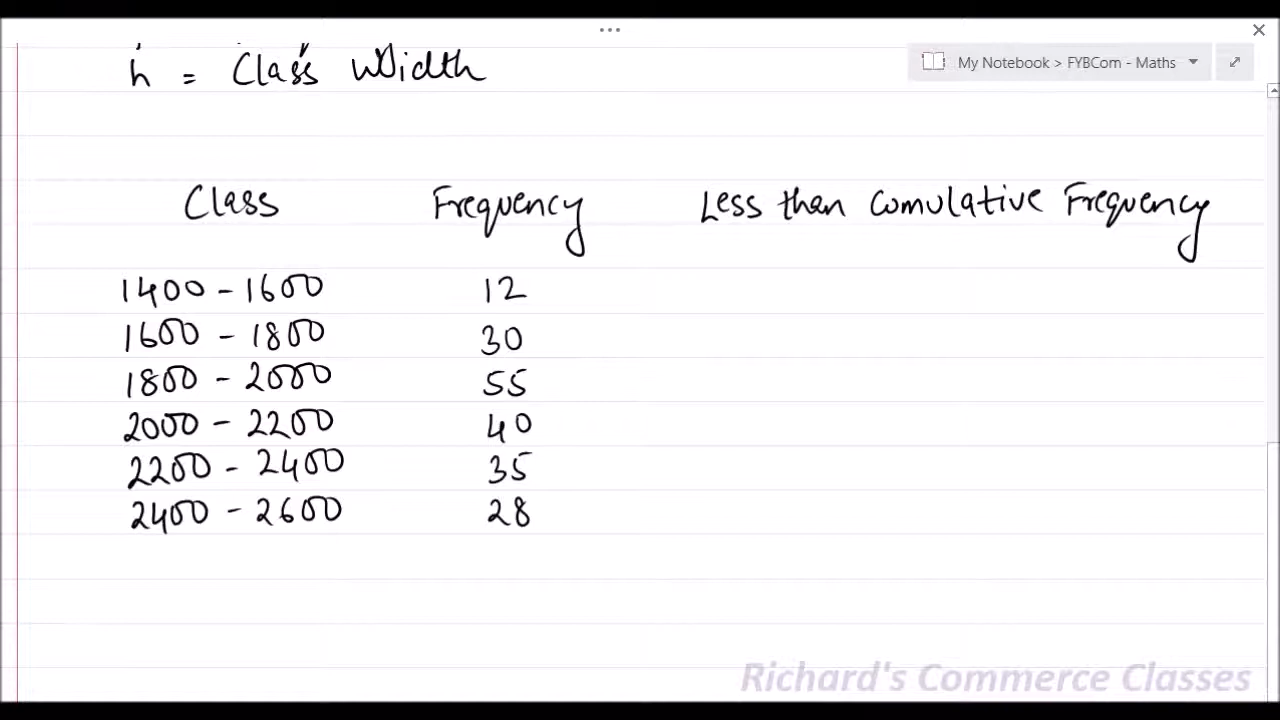 h = Class Width
My Notebook > FYBCom - Maths
Class Frequency Less than Comulative Frequency
1400 - 1600 12
1600 - 1800 30
1800 - 2000 55
2000 - 2200 40
2200 - 2400 35
2400 - 2600 28
Richard's Commerce Classes